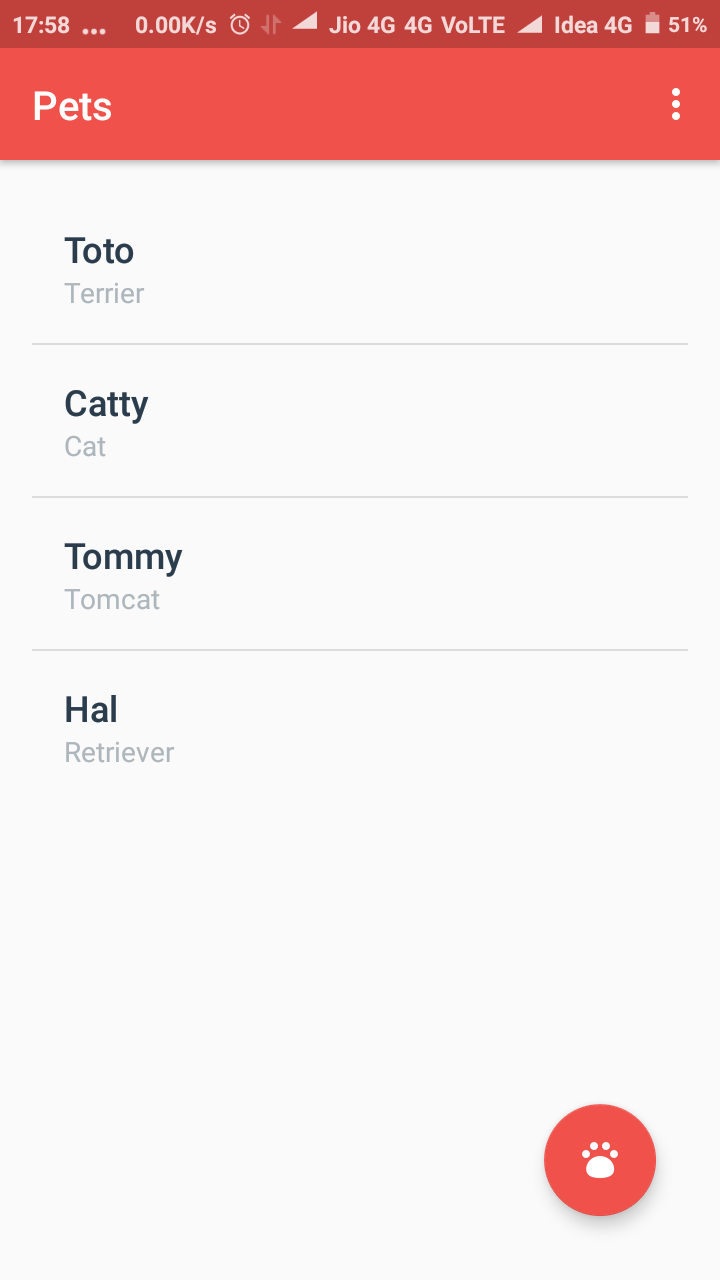 17:58 ... 0.00K/s Jio 4G 4G VoLTE Idea 4G 51%
Pets
Toto
Terrier
Catty
Cat
Tommy
Tomcat
Hal
Retriever